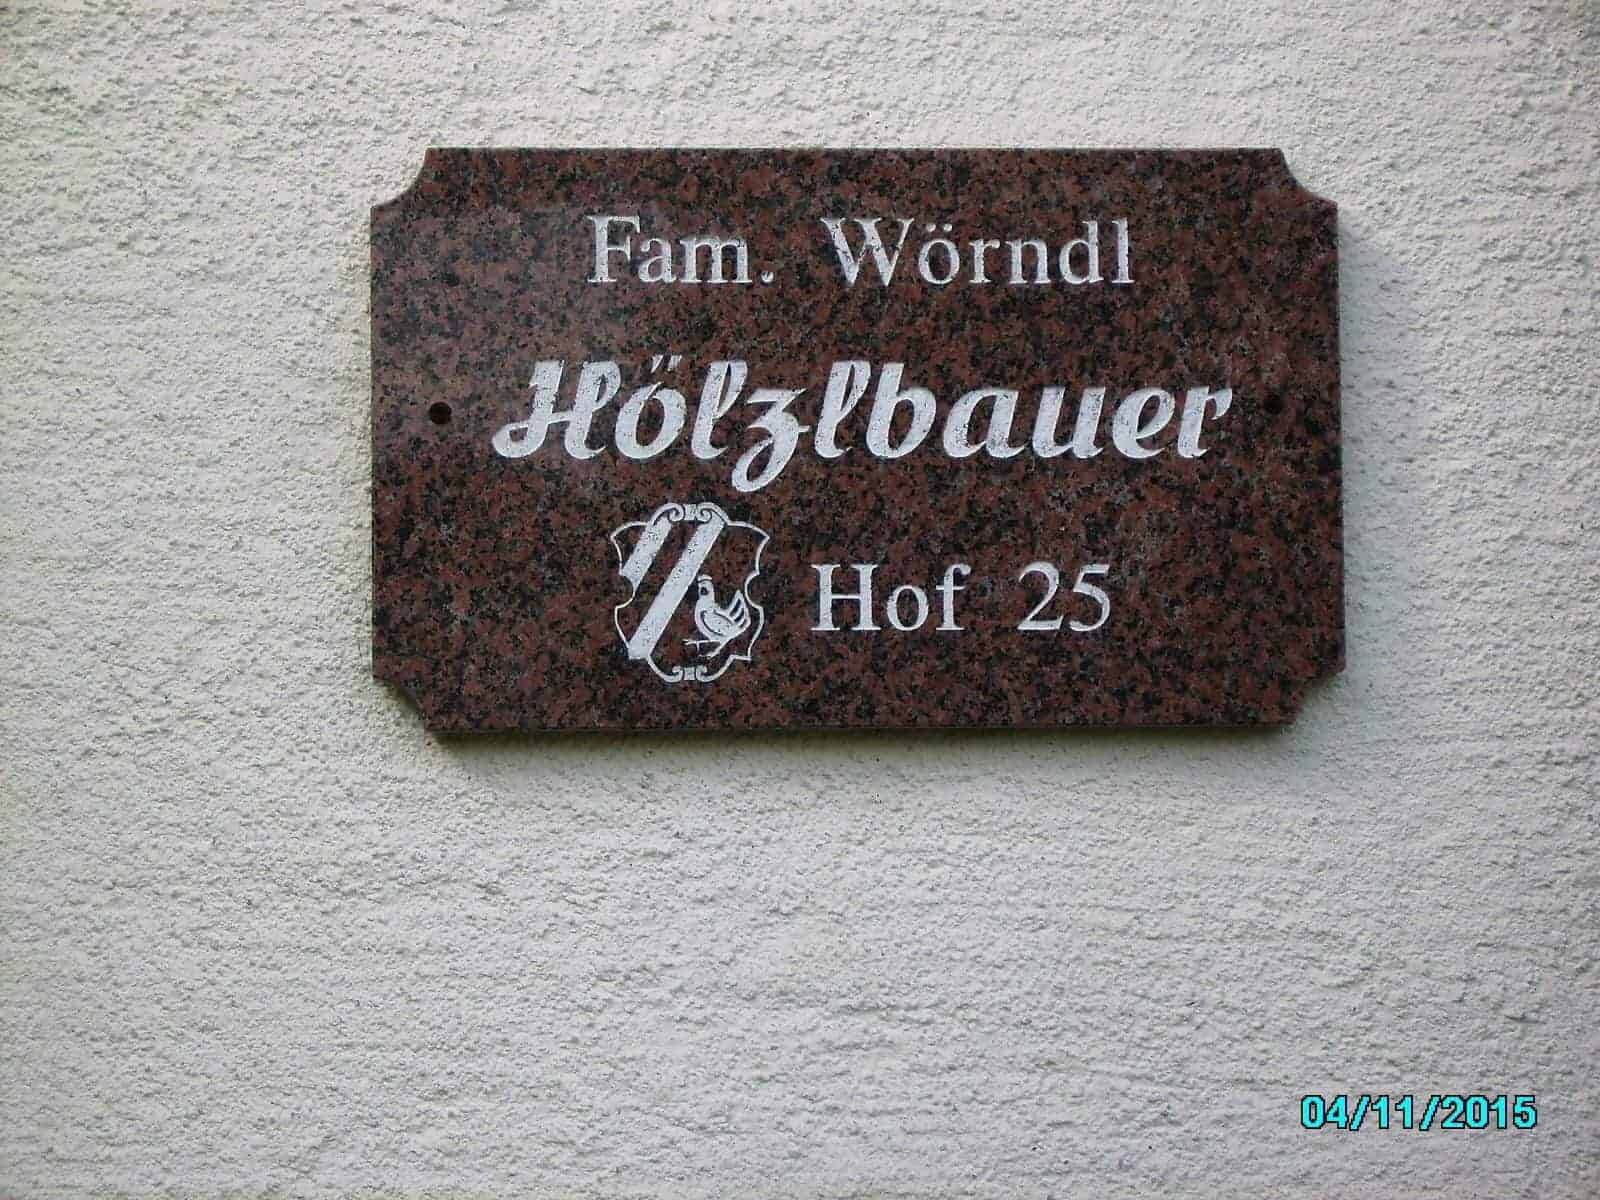 Fam. Wörndl
Hölzlbauer
Hof 25
04/11/2015